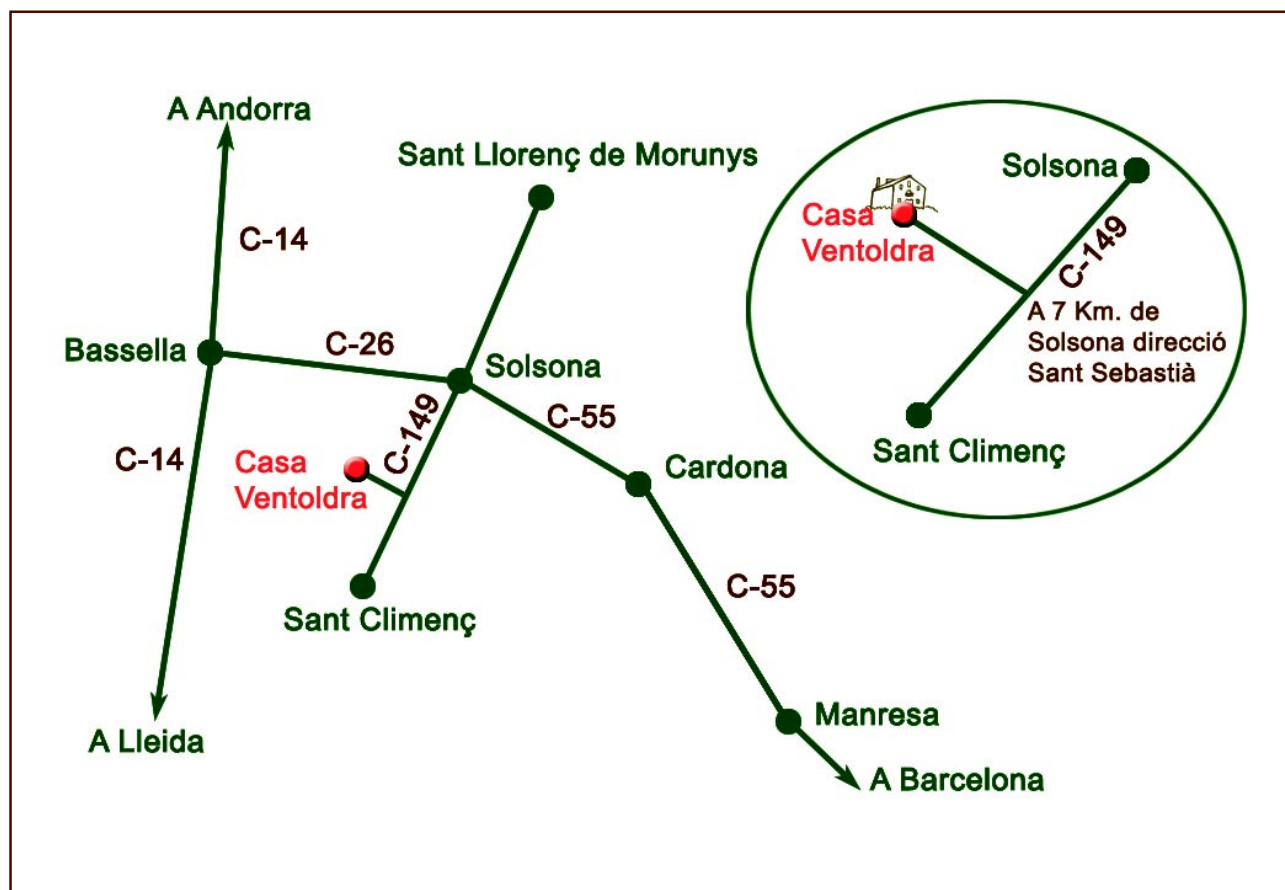 A Andorra
Sant Llorenç de Morunys
C-14
Bassella
C-26
Solsona
C-149
C-55
C-14
Casa
Ventoldra
Cardona
Sant Climenç
C-55
Manresa
A Lleida
A Barcelona
Solsona
Casa
Ventoldra
C-149
A 7 Km. de
Solsona direcció
Sant Sebastià
Sant Climenç